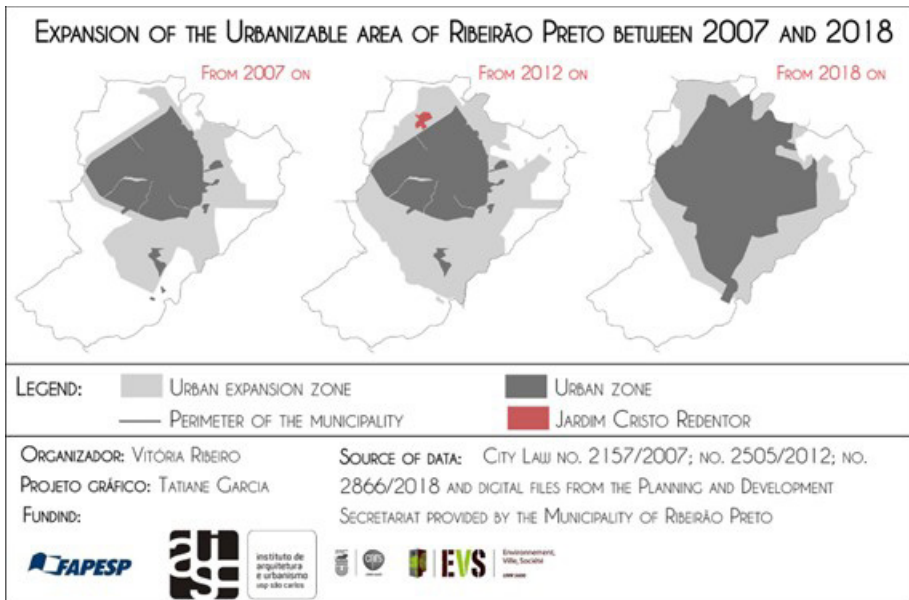 Expansion of the Urbanizable area of Ribeirão Preto between 2007 and 2018
From 2007 on
From 2012 on
From 2018 on
Legend:
Urban expansion zone
Urban zone
Perimeter of the municipality
Jardim Cristo Redentor
Organizador: Vitória Ribeiro
Projeto gráfico: Tatiane Garcia
Fundind:
Source of data: City Law no. 2157/2007; no. 2505/2012; no.
2866/2018 and digital files from the Planning and Development
Secretariat provided by the Municipality of Ribeirão Preto
FAPESP
instituto de
arquitetura
e urbanismo
usp são carlos
EVS
Environnement,
Ville, Société